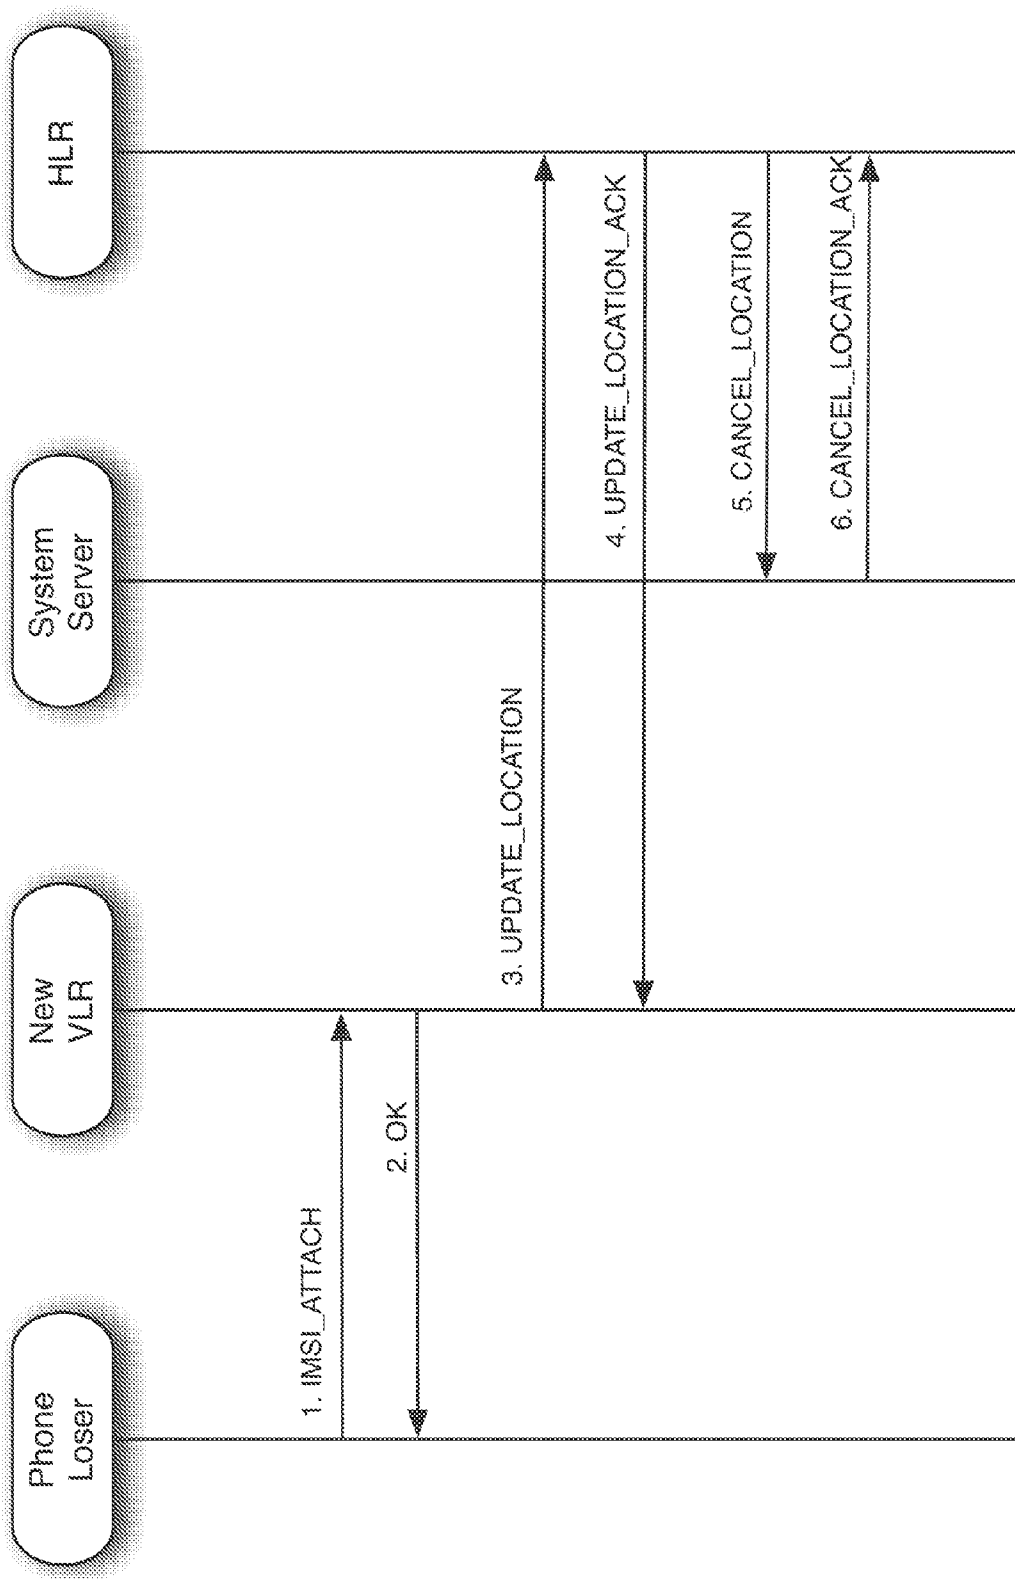 Phone
Loser
New
VLR
System
Server
HLR
1. IMSI_ATTACH
2. OK
3. UPDATE_LOCATION
4. UPDATE_LOCATION_ACK
5. CANCEL_LOCATION
6. CANCEL_LOCATION_ACK